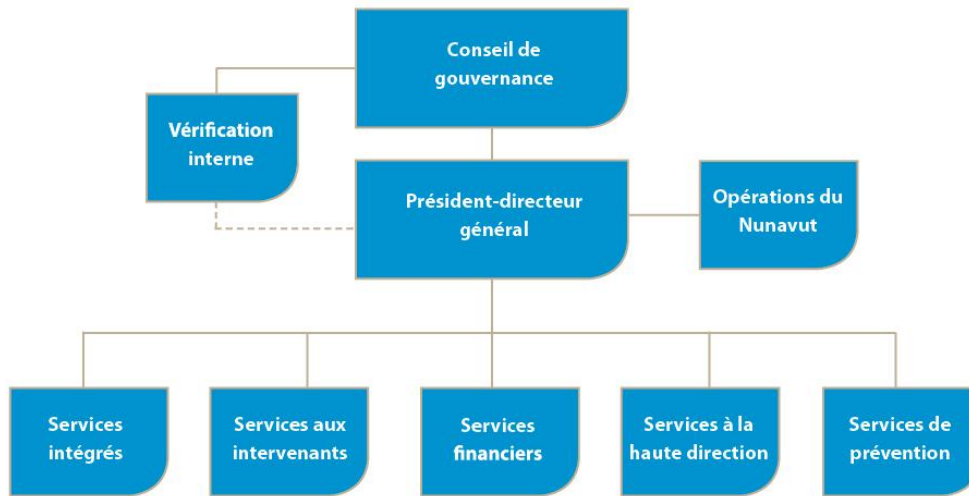 Conseil de
gouvernance
Vérification
interne
Président-directeur
général
Opérations du
Nunavut
Services
intégrés
Services aux
intervenants
Services
financiers
Services à la
haute direction
Services de
prévention